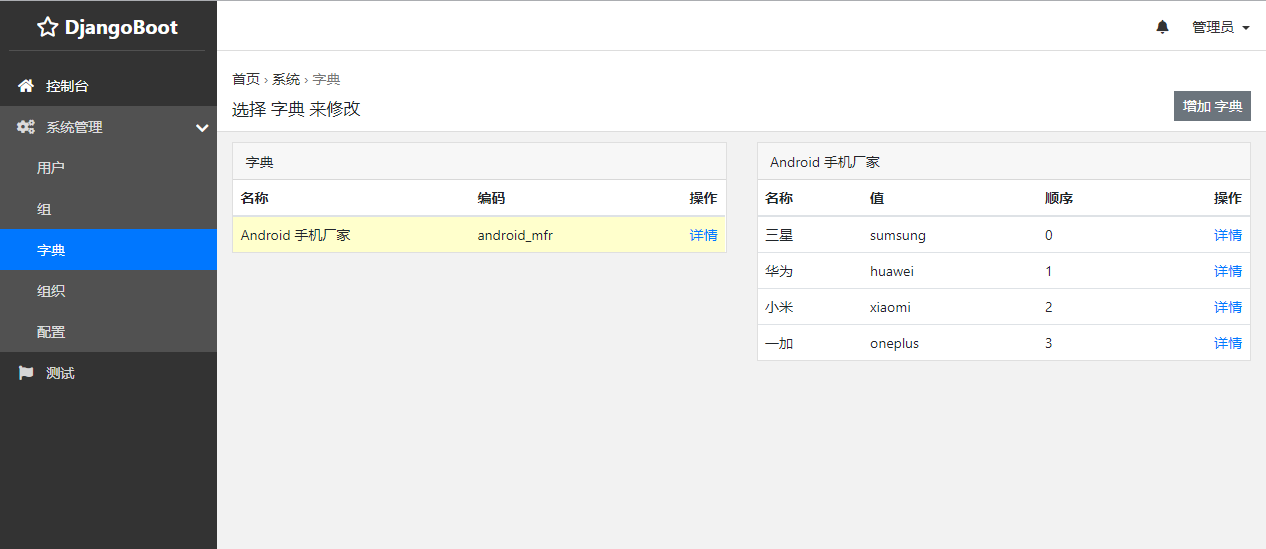 DjangoBoot
管理员
控制台
系统管理
用户
组
字典
组织
配置
测试
首页 › 系统 › 字典
选择 字典 来修改
增加 字典
字典
名称 编码 操作
Android 手机厂家 android_mfr 详情
Android 手机厂家
名称 值 顺序 操作
三星 sumsung 0 详情
华为 huawei 1 详情
小米 xiaomi 2 详情
一加 oneplus 3 详情